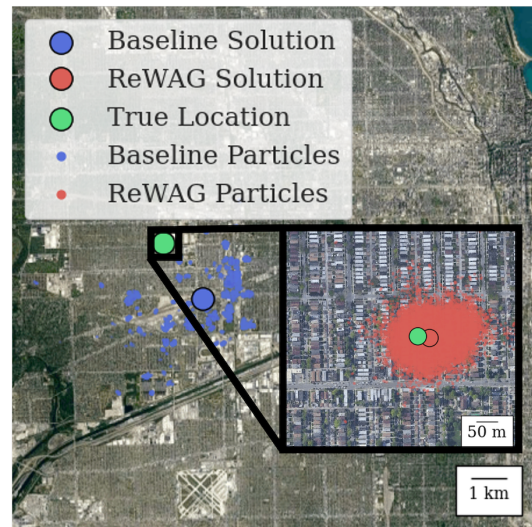 Baseline Solution
ReWAG Solution
True Location
Baseline Particles
ReWAG Particles
50 m
1 km